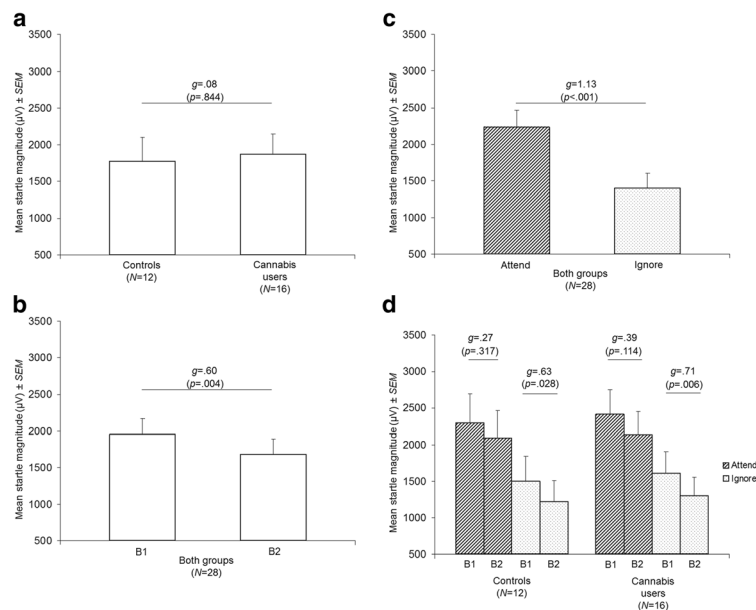 a
Mean startle magnitude (µV) ± SEM
3500
3000
2500
2000
1500
1000
500
g=.08
(p=.844)
Controls
(N=12)
Cannabis
users
(N=16)
b
Mean startle magnitude (µV) ± SEM
3500
3000
2500
2000
1500
1000
500
g=.60
(p=.004)
B1
B2
Both groups
(N=28)
c
Mean startle magnitude (µV) ± SEM
3500
3000
2500
2000
1500
1000
500
g=1.13
(p<.001)
Attend
Ignore
Both groups
(N=28)
d
Mean startle magnitude (µV) ± SEM
3500
3000
2500
2000
1500
1000
500
g=.27
(p=.317)
g=.63
(p=.028)
g=.39
(p=.114)
g=.71
(p=.006)
Attend
Ignore
B1 B2 B1 B2
Controls
(N=12)
B1 B2 B1 B2
Cannabis
users
(N=16)